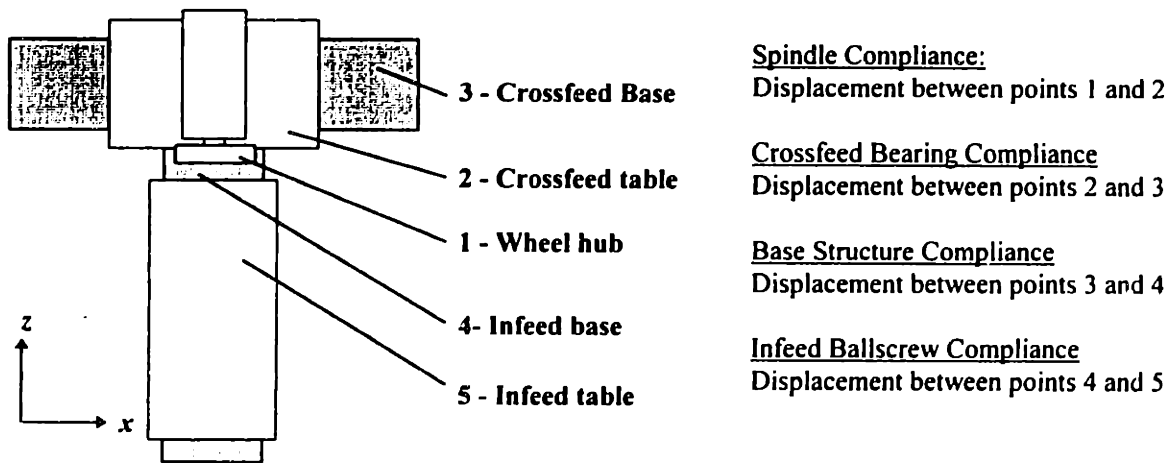 3 - Crossfeed Base
2 - Crossfeed table
1 - Wheel hub
4- Infeed base
5 - Infeed table
z
x
Spindle Compliance:
Displacement between points 1 and 2
Crossfeed Bearing Compliance
Displacement between points 2 and 3
Base Structure Compliance
Displacement between points 3 and 4
Infeed Ballscrew Compliance
Displacement between points 4 and 5